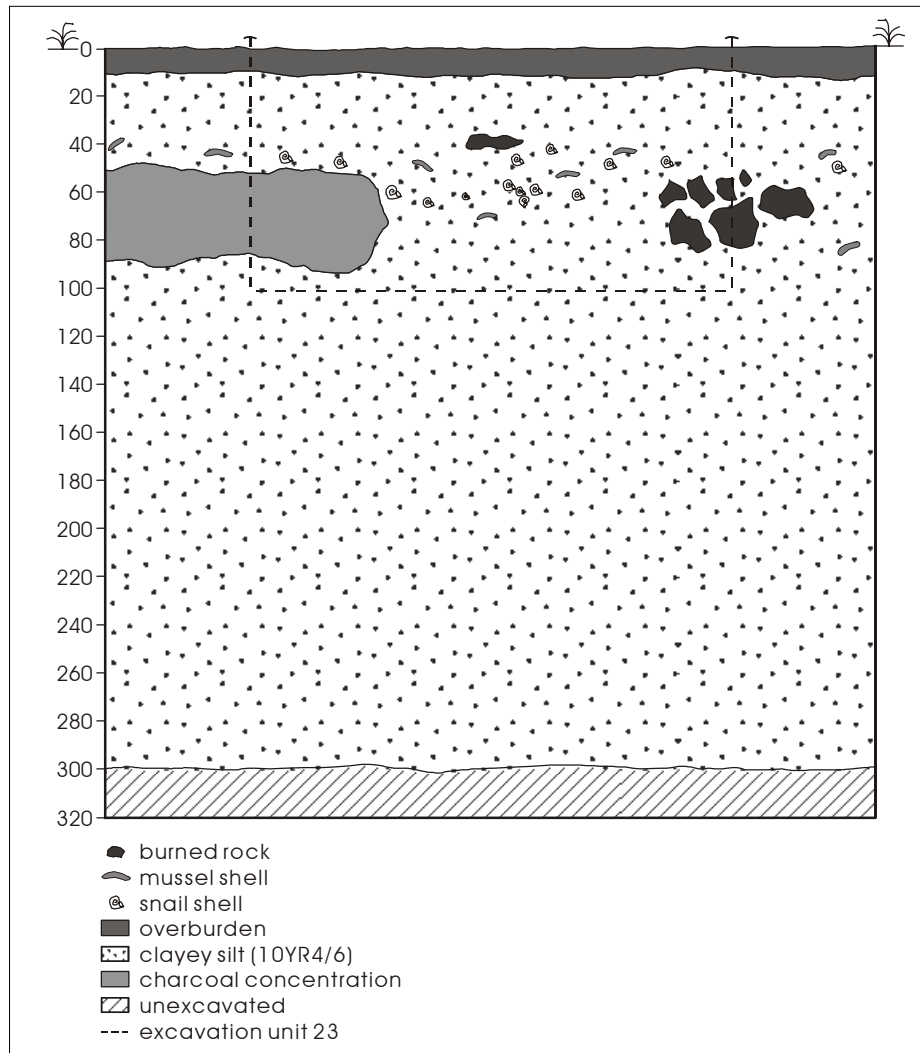 0
20
40
60
80
100
120
140
160
180
200
220
240
260
280
300
320
burned rock
mussel shell
snail shell
overburden
clayey silt (10YR4/6)
charcoal concentration
unexcavated
excavation unit 23